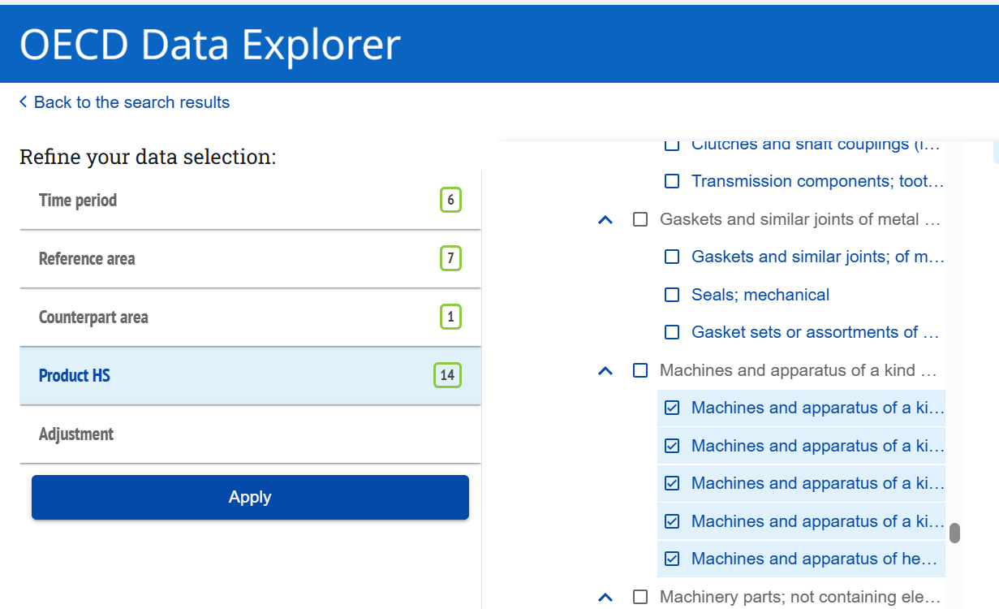 OECD Data Explorer
Back to the search results
Refine your data selection:
Time period 6
Reference area 7
Counterpart area 1
Product HS 14
Adjustment
Apply
Clutches and shaft couplings (i…
Transmission components; toot…
Gaskets and similar joints of metal …
Gaskets and similar joints; of m…
Seals; mechanical
Gasket sets or assortments of …
Machines and apparatus of a kind …
Machines and apparatus of a ki…
Machines and apparatus of a ki…
Machines and apparatus of a ki…
Machines and apparatus of a ki…
Machines and apparatus of he…
Machinery parts; not containing ele…